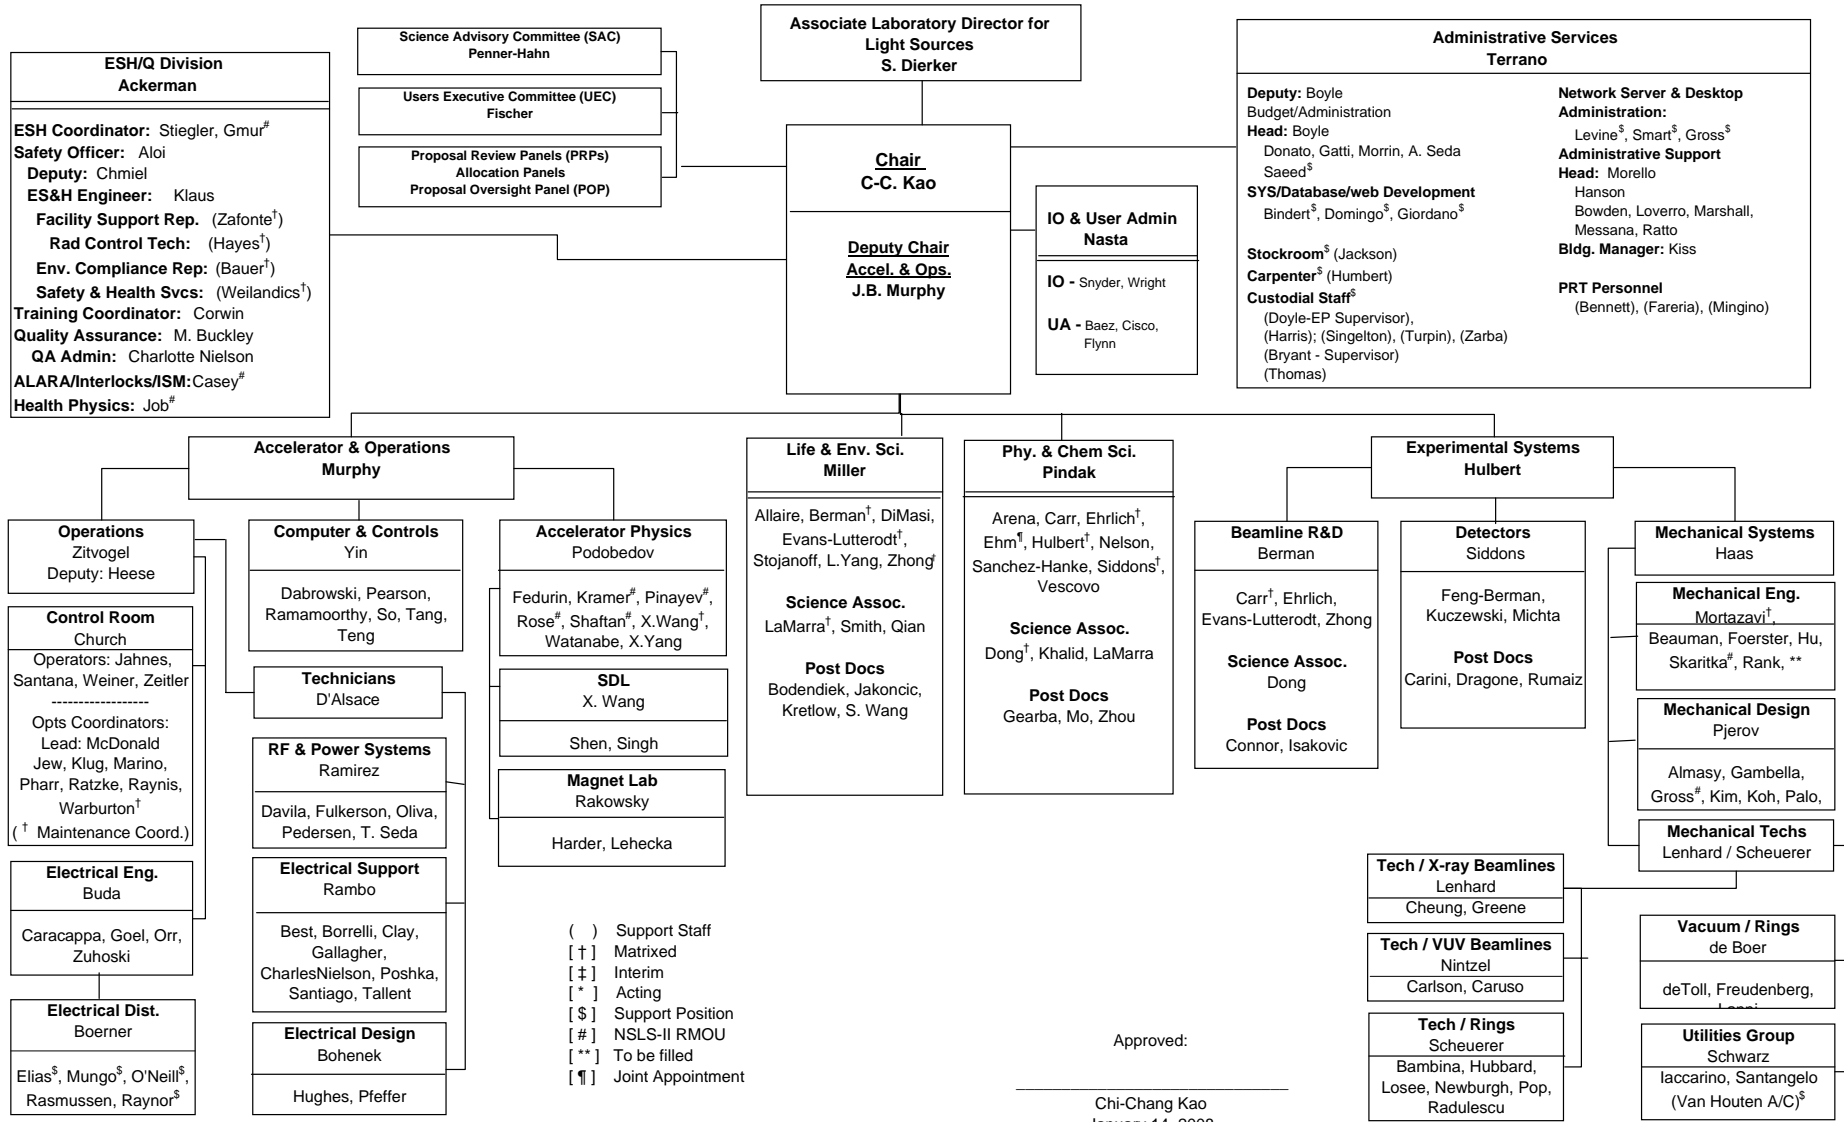 Associate Laboratory Director for
Light Sources
S. Dierker
Science Advisory Committee (SAC)
Penner-Hahn
Users Executive Committee (UEC)
Fischer
Proposal Review Panels (PRPs)
Allocation Panels
Proposal Oversight Panel (POP)
ESH/Q Division
Ackerman
ESH Coordinator: Stiegler, Gmur#
Safety Officer: Aloi
Deputy: Chmiel
ES&H Engineer: Klaus
Facility Support Rep. (Zafonte†)
Rad Control Tech: (Hayes†)
Env. Compliance Rep: (Bauer†)
Safety & Health Svcs: (Weilandics†)
Training Coordinator: Corwin
Quality Assurance: M. Buckley
QA Admin: Charlotte Nielson
ALARA/Interlocks/ISM:Casey#
Health Physics: Job#
Chair
C-C. Kao
Deputy Chair
Accel. & Ops.
J.B. Murphy
IO & User Admin
Nasta
IO - Snyder, Wright
UA - Baez, Cisco,
Flynn
Administrative Services
Terrano
Deputy: Boyle
Budget/Administration
Head: Boyle
Donato, Gatti, Morrin, A. Seda
Saeed$
SYS/Database/web Development
Bindert$, Domingo$, Giordano$
Stockroom$ (Jackson)
Carpenter$ (Humbert)
Custodial Staff$
(Doyle-EP Supervisor),
(Harris); (Singelton), (Turpin), (Zarba)
(Bryant - Supervisor)
(Thomas)
Network Server & Desktop
Administration:
Levine$, Smart$, Gross$
Administrative Support
Head: Morello
Hanson
Bowden, Loverro, Marshall,
Messana, Ratto
Bldg. Manager: Kiss
PRT Personnel
(Bennett), (Fareria), (Mingino)
Accelerator & Operations
Murphy
Operations
Zitvogel
Deputy: Heese
Control Room
Church
Operators: Jahnes,
Santana, Weiner, Zeitler
------------------
Opts Coordinators:
Lead: McDonald
Jew, Klug, Marino,
Pharr, Ratzke, Raynis,
Warburton†
( † Maintenance Coord.)
Electrical Eng.
Buda
Caracappa, Goel, Orr,
Zuhoski
Electrical Dist.
Boerner
Elias$, Mungo$, O'Neill$,
Rasmussen, Raynor$
Computer & Controls
Yin
Dabrowski, Pearson,
Ramamoorthy, So, Tang,
Teng
Technicians
D'Alsace
RF & Power Systems
Ramirez
Davila, Fulkerson, Oliva,
Pedersen, T. Seda
Electrical Support
Rambo
Best, Borrelli, Clay,
Gallagher,
CharlesNielson, Poshka,
Santiago, Tallent
Electrical Design
Bohenek
Hughes, Pfeffer
Accelerator Physics
Podobedov
Fedurin, Kramer#, Pinayev#,
Rose#, Shaftan#, X.Wang†,
Watanabe, X.Yang
SDL
X. Wang
Shen, Singh
Magnet Lab
Rakowsky
Harder, Lehecka
( ) Support Staff
[ † ] Matrixed
[ ‡ ] Interim
[ * ] Acting
[ $ ] Support Position
[ # ] NSLS-II RMOU
[ ** ] To be filled
[ ¶ ] Joint Appointment
Life & Env. Sci.
Miller
Allaire, Berman†, DiMasi,
Evans-Lutterodt†,
Stojanoff, L.Yang, Zhong†
Science Assoc.
LaMarra†, Smith, Qian
Post Docs
Bodendiek, Jakoncic,
Kretlow, S. Wang
Phy. & Chem Sci.
Pindak
Arena, Carr, Ehrlich†,
Ehm¶, Hulbert†, Nelson,
Sanchez-Hanke, Siddons†,
Vescovo
Science Assoc.
Dong†, Khalid, LaMarra
Post Docs
Gearba, Mo, Zhou
Experimental Systems
Hulbert
Beamline R&D
Berman
Carr†, Ehrlich,
Evans-Lutterodt, Zhong
Science Assoc.
Dong
Post Docs
Connor, Isakovic
Detectors
Siddons
Feng-Berman,
Kuczewski, Michta
Post Docs
Carini, Dragone, Rumaiz
Mechanical Systems
Haas
Mechanical Eng.
Mortazavi†,
Beauman, Foerster, Hu,
Skaritka#, Rank, **
Mechanical Design
Pjerov
Almasy, Gambella,
Gross#, Kim, Koh, Palo,
Mechanical Techs
Lenhard / Scheuerer
Tech / X-ray Beamlines
Lenhard
Cheung, Greene
Tech / VUV Beamlines
Nintzel
Carlson, Caruso
Tech / Rings
Scheuerer
Bambina, Hubbard,
Losee, Newburgh, Pop,
Radulescu
Vacuum / Rings
de Boer
deToll, Freudenberg,
Utilities Group
Schwarz
Iaccarino, Santangelo
(Van Houten A/C)$
Approved:
Chi-Chang Kao
January 14, 2008